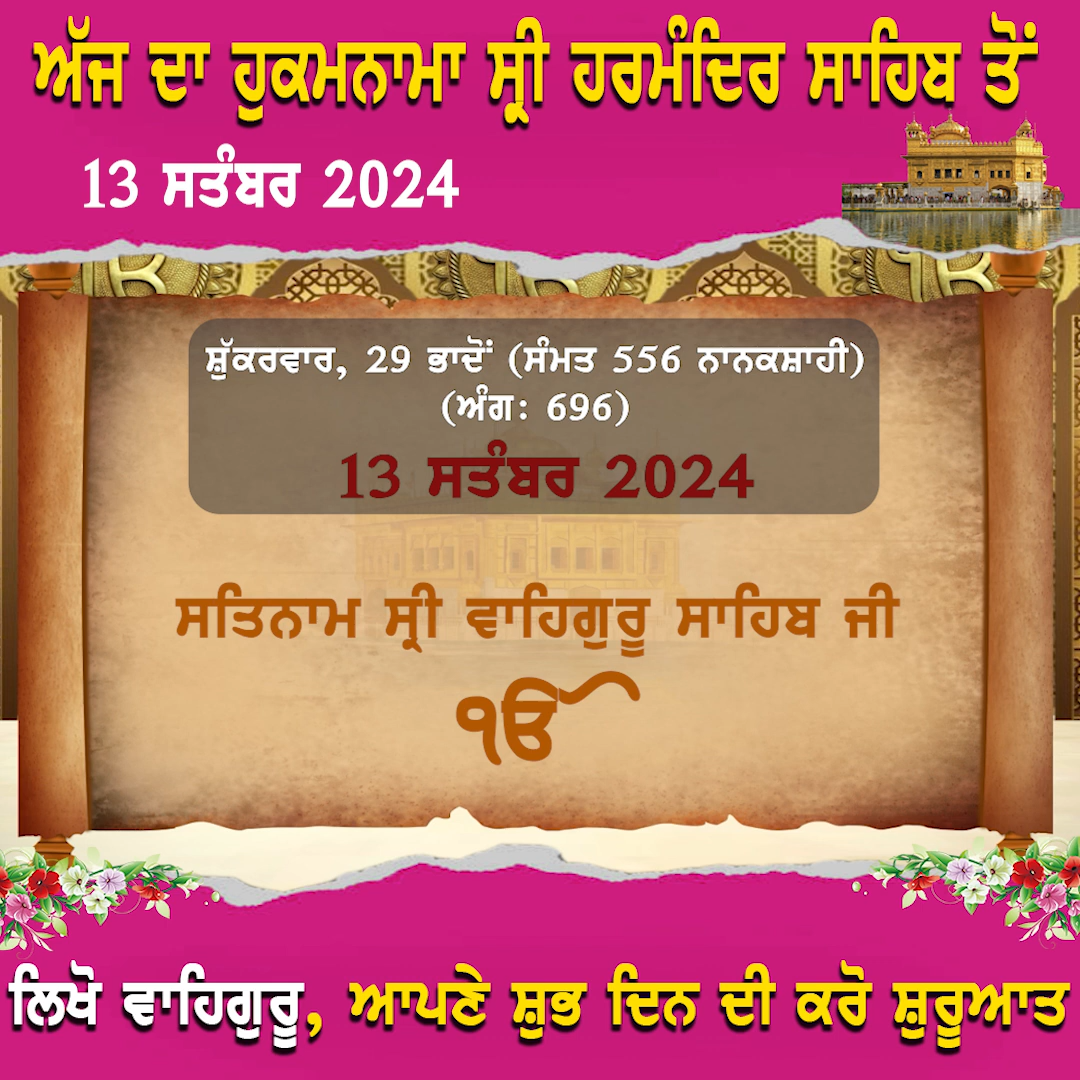 ਅੱਜ ਦਾ ਹੁਕਮਨਾਮਾ ਸ੍ਰੀ ਹਰਮੰਦਿਰ ਸਾਹਿਬ ਤੋਂ
13 ਸਤੰਬਰ 2024
ਸ਼ੁੱਕਰਵਾਰ, 29 ਭਾਦੋਂ (ਸੰਮਤ 556 ਨਾਨਕਸ਼ਾਹੀ)
(ਅੰਗ: 696)
13 ਸਤੰਬਰ 2024
ਸਤਿਨਾਮ ਸ੍ਰੀ ਵਾਹਿਗੁਰੂ ਸਾਹਿਬ ਜੀ
ੴ
ਲਿਖੋ ਵਾਹਿਗੁਰੂ, ਆਪਣੇ ਸ਼ੁਭ ਦਿਨ ਦੀ ਕਰੋ ਸ਼ੁਰੂਆਤ